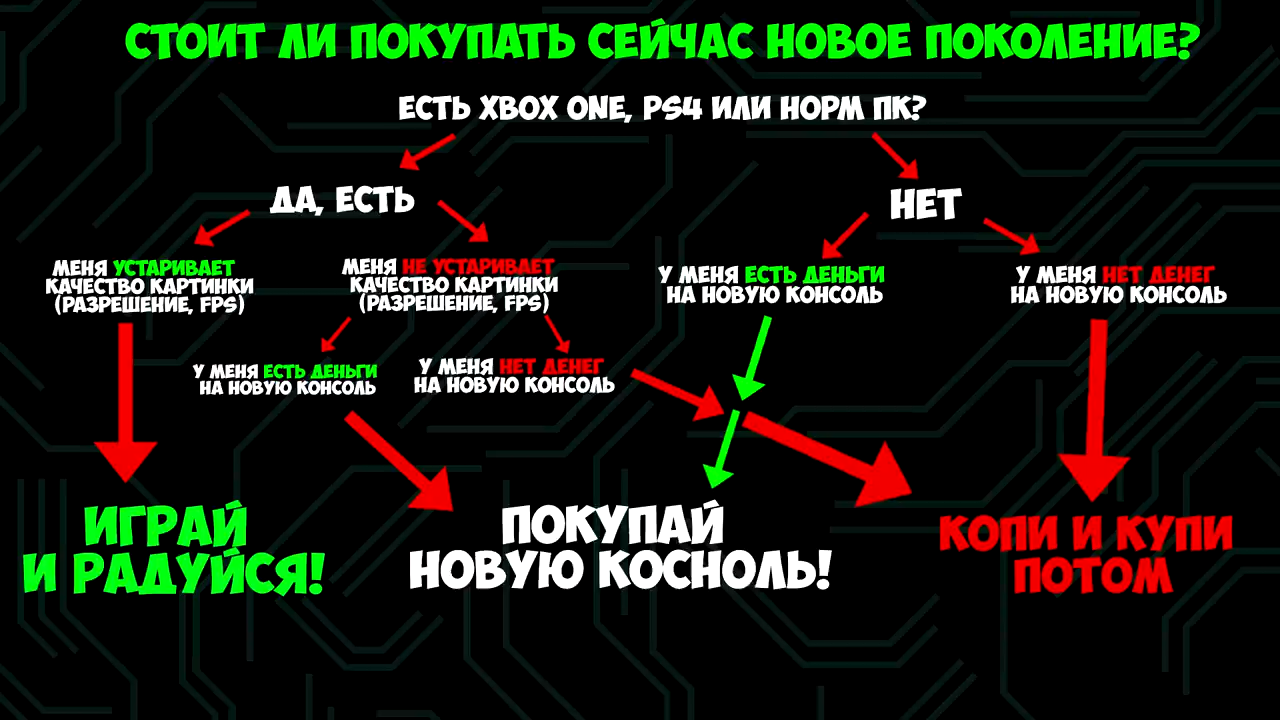 СТОИТ ЛИ ПОКУПАТЬ СЕЙЧАС НОВОЕ ПОКОЛЕНИЕ?
ЕСТЬ XBOX ONE, PS4 ИЛИ НОРМ ПК?
ДА, ЕСТЬ
НЕТ
МЕНЯ УСТАРИВАЕТ
КАЧЕСТВО КАРТИНКИ
(РАЗРЕШЕНИЕ, FPS)
МЕНЯ НЕ УСТАРИВАЕТ
КАЧЕСТВО КАРТИНКИ
(РАЗРЕШЕНИЕ, FPS)
У МЕНЯ ЕСТЬ ДЕНЬГИ
НА НОВУЮ КОНСОЛЬ
У МЕНЯ НЕТ ДЕНЕГ
НА НОВУЮ КОНСОЛЬ
У МЕНЯ ЕСТЬ ДЕНЬГИ
НА НОВУЮ КОНСОЛЬ
У МЕНЯ НЕТ ДЕНЕГ
НА НОВУЮ КОНСОЛЬ
ИГРАЙ
И РАДУЙСЯ!
ПОКУПАЙ
НОВУЮ КОСНОЛЬ!
КОПИ И КУПИ
ПОТОМ